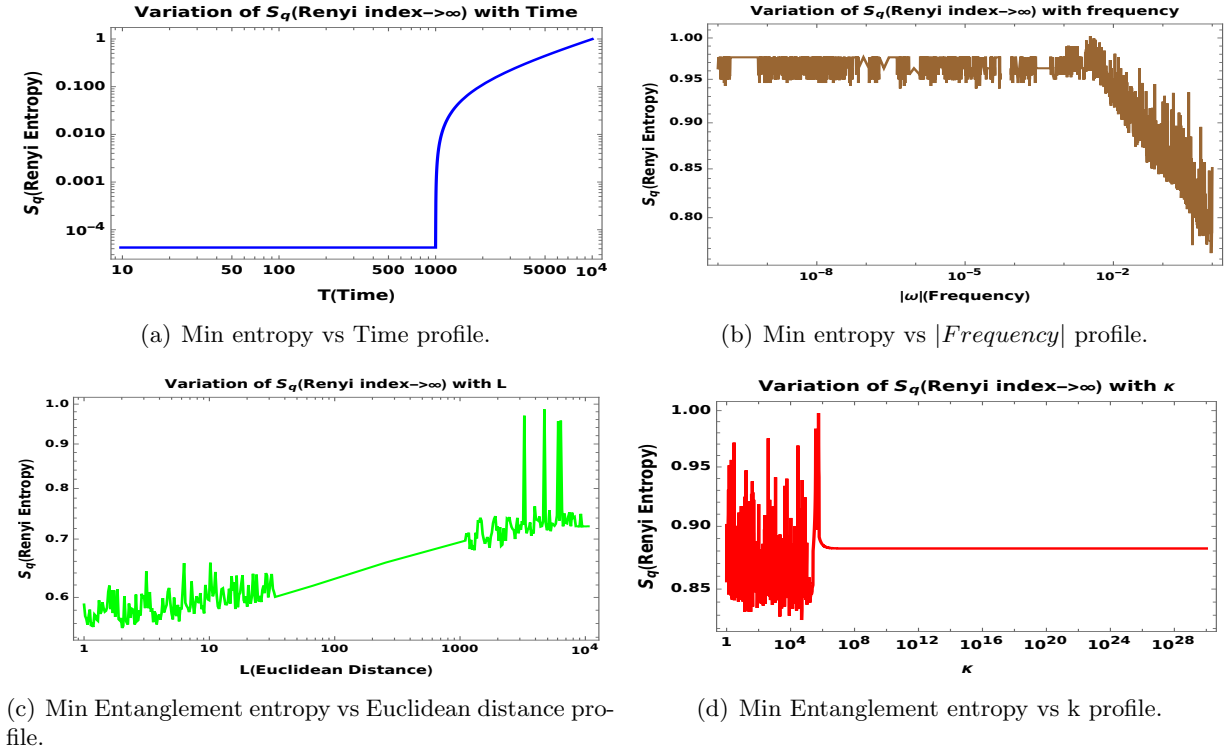 Variation of S_q(Renyi index->∞) with Time
S_q(Renyi Entropy)
1
0.100
0.010
0.001
10^-4
10 50 100 500 1000 5000 10^4
T(Time)
(a) Min entropy vs Time profile.
Variation of S_q(Renyi index->∞) with frequency
S_q(Renyi Entropy)
1.00
0.95
0.90
0.85
0.80
10^-8 10^-5 10^-2
|ω|(Frequency)
(b) Min entropy vs |Frequency| profile.
Variation of S_q(Renyi index->∞) with L
S_q(Renyi Entropy)
1.0
0.9
0.8
0.7
0.6
1 10 100 1000 10^4
L(Euclidean Distance)
(c) Min Entanglement entropy vs Euclidean distance pro-
file.
Variation of S_q(Renyi index->∞) with κ
S_q(Renyi Entropy)
1.00
0.95
0.90
0.85
1 10^4 10^8 10^12 10^16 10^20 10^24 10^28
κ
(d) Min Entanglement entropy vs k profile.